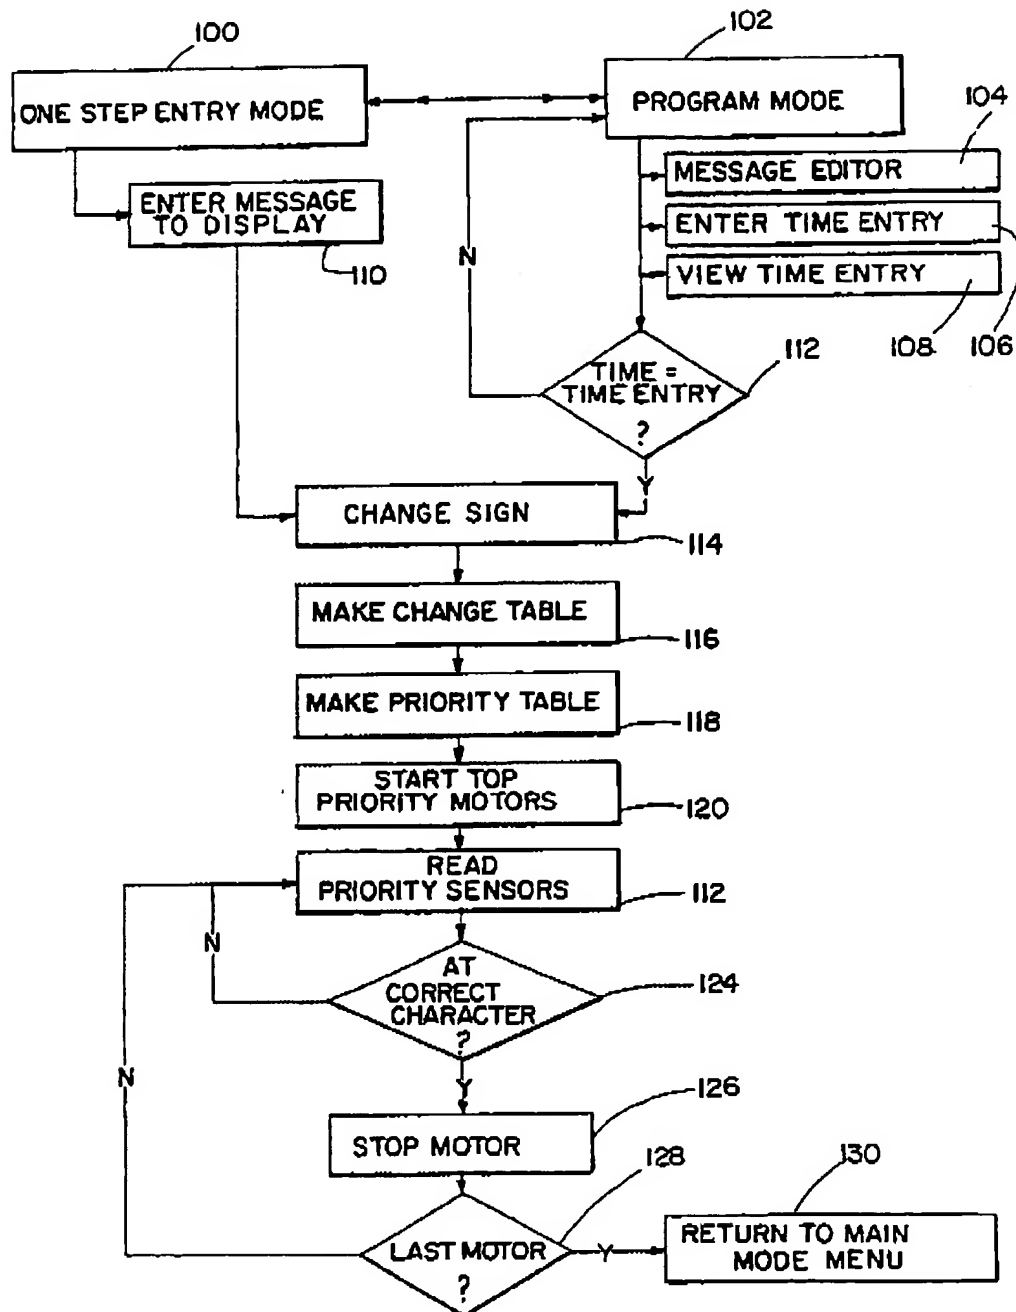 100
102
ONE STEP ENTRY MODE
PROGRAM MODE
104
MESSAGE EDITOR
ENTER MESSAGE
TO DISPLAY
110
N
ENTER TIME ENTRY
VIEW TIME ENTRY
108
106
TIME =
TIME ENTRY
?
112
Y
CHANGE SIGN
114
MAKE CHANGE TABLE
116
MAKE PRIORITY TABLE
118
START TOP
PRIORITY MOTORS
120
READ
PRIORITY SENSORS
112
N
AT
CORRECT
CHARACTER
?
124
N
Y
126
STOP MOTOR
128
130
LAST MOTOR
?
Y
RETURN TO MAIN
MODE MENU